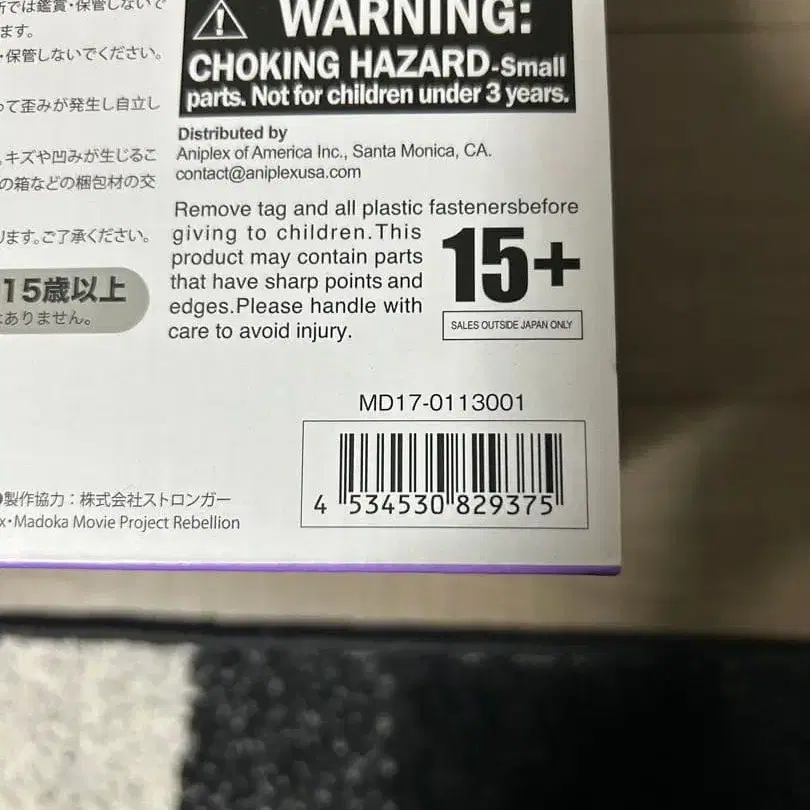 所では鑑賞・保管しないで
ます。
・保管しないでください。
って歪みが発生し自立し
、キズや凹みが生じるこ
の箱などの梱包材の交
ります。ご了承ください。
15歳以上
はありません。
製作協力：株式会社ストロンガー
x・Madoka Movie Project Rebellion
WARNING:
CHOKING HAZARD-Small
parts. Not for children under 3 years.
Distributed by
Aniplex of America Inc., Santa Monica, CA.
contact@aniplexusa.com
Remove tag and all plastic fastenersbefore
giving to children.This
product may contain parts
that have sharp points and
edges.Please handle with
care to avoid injury.
15+
SALES OUTSIDE JAPAN ONLY
MD17-0113001
4 534530 829375